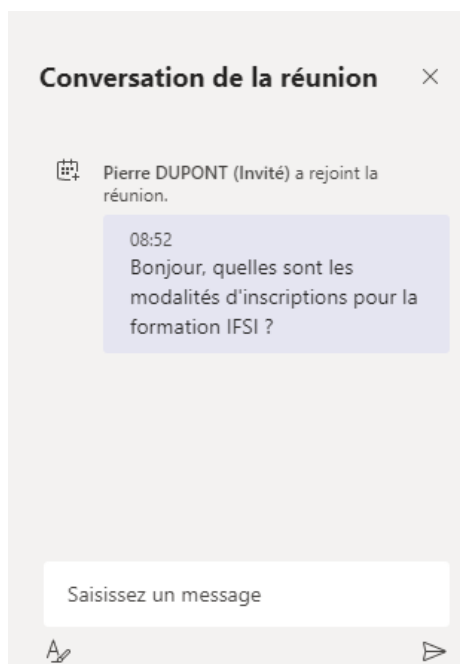 Conversation de la réunion
Pierre DUPONT (Invité) a rejoint la
réunion.
08:52
Bonjour, quelles sont les
modalités d'inscriptions pour la
formation IFSI ?
Saisissez un message